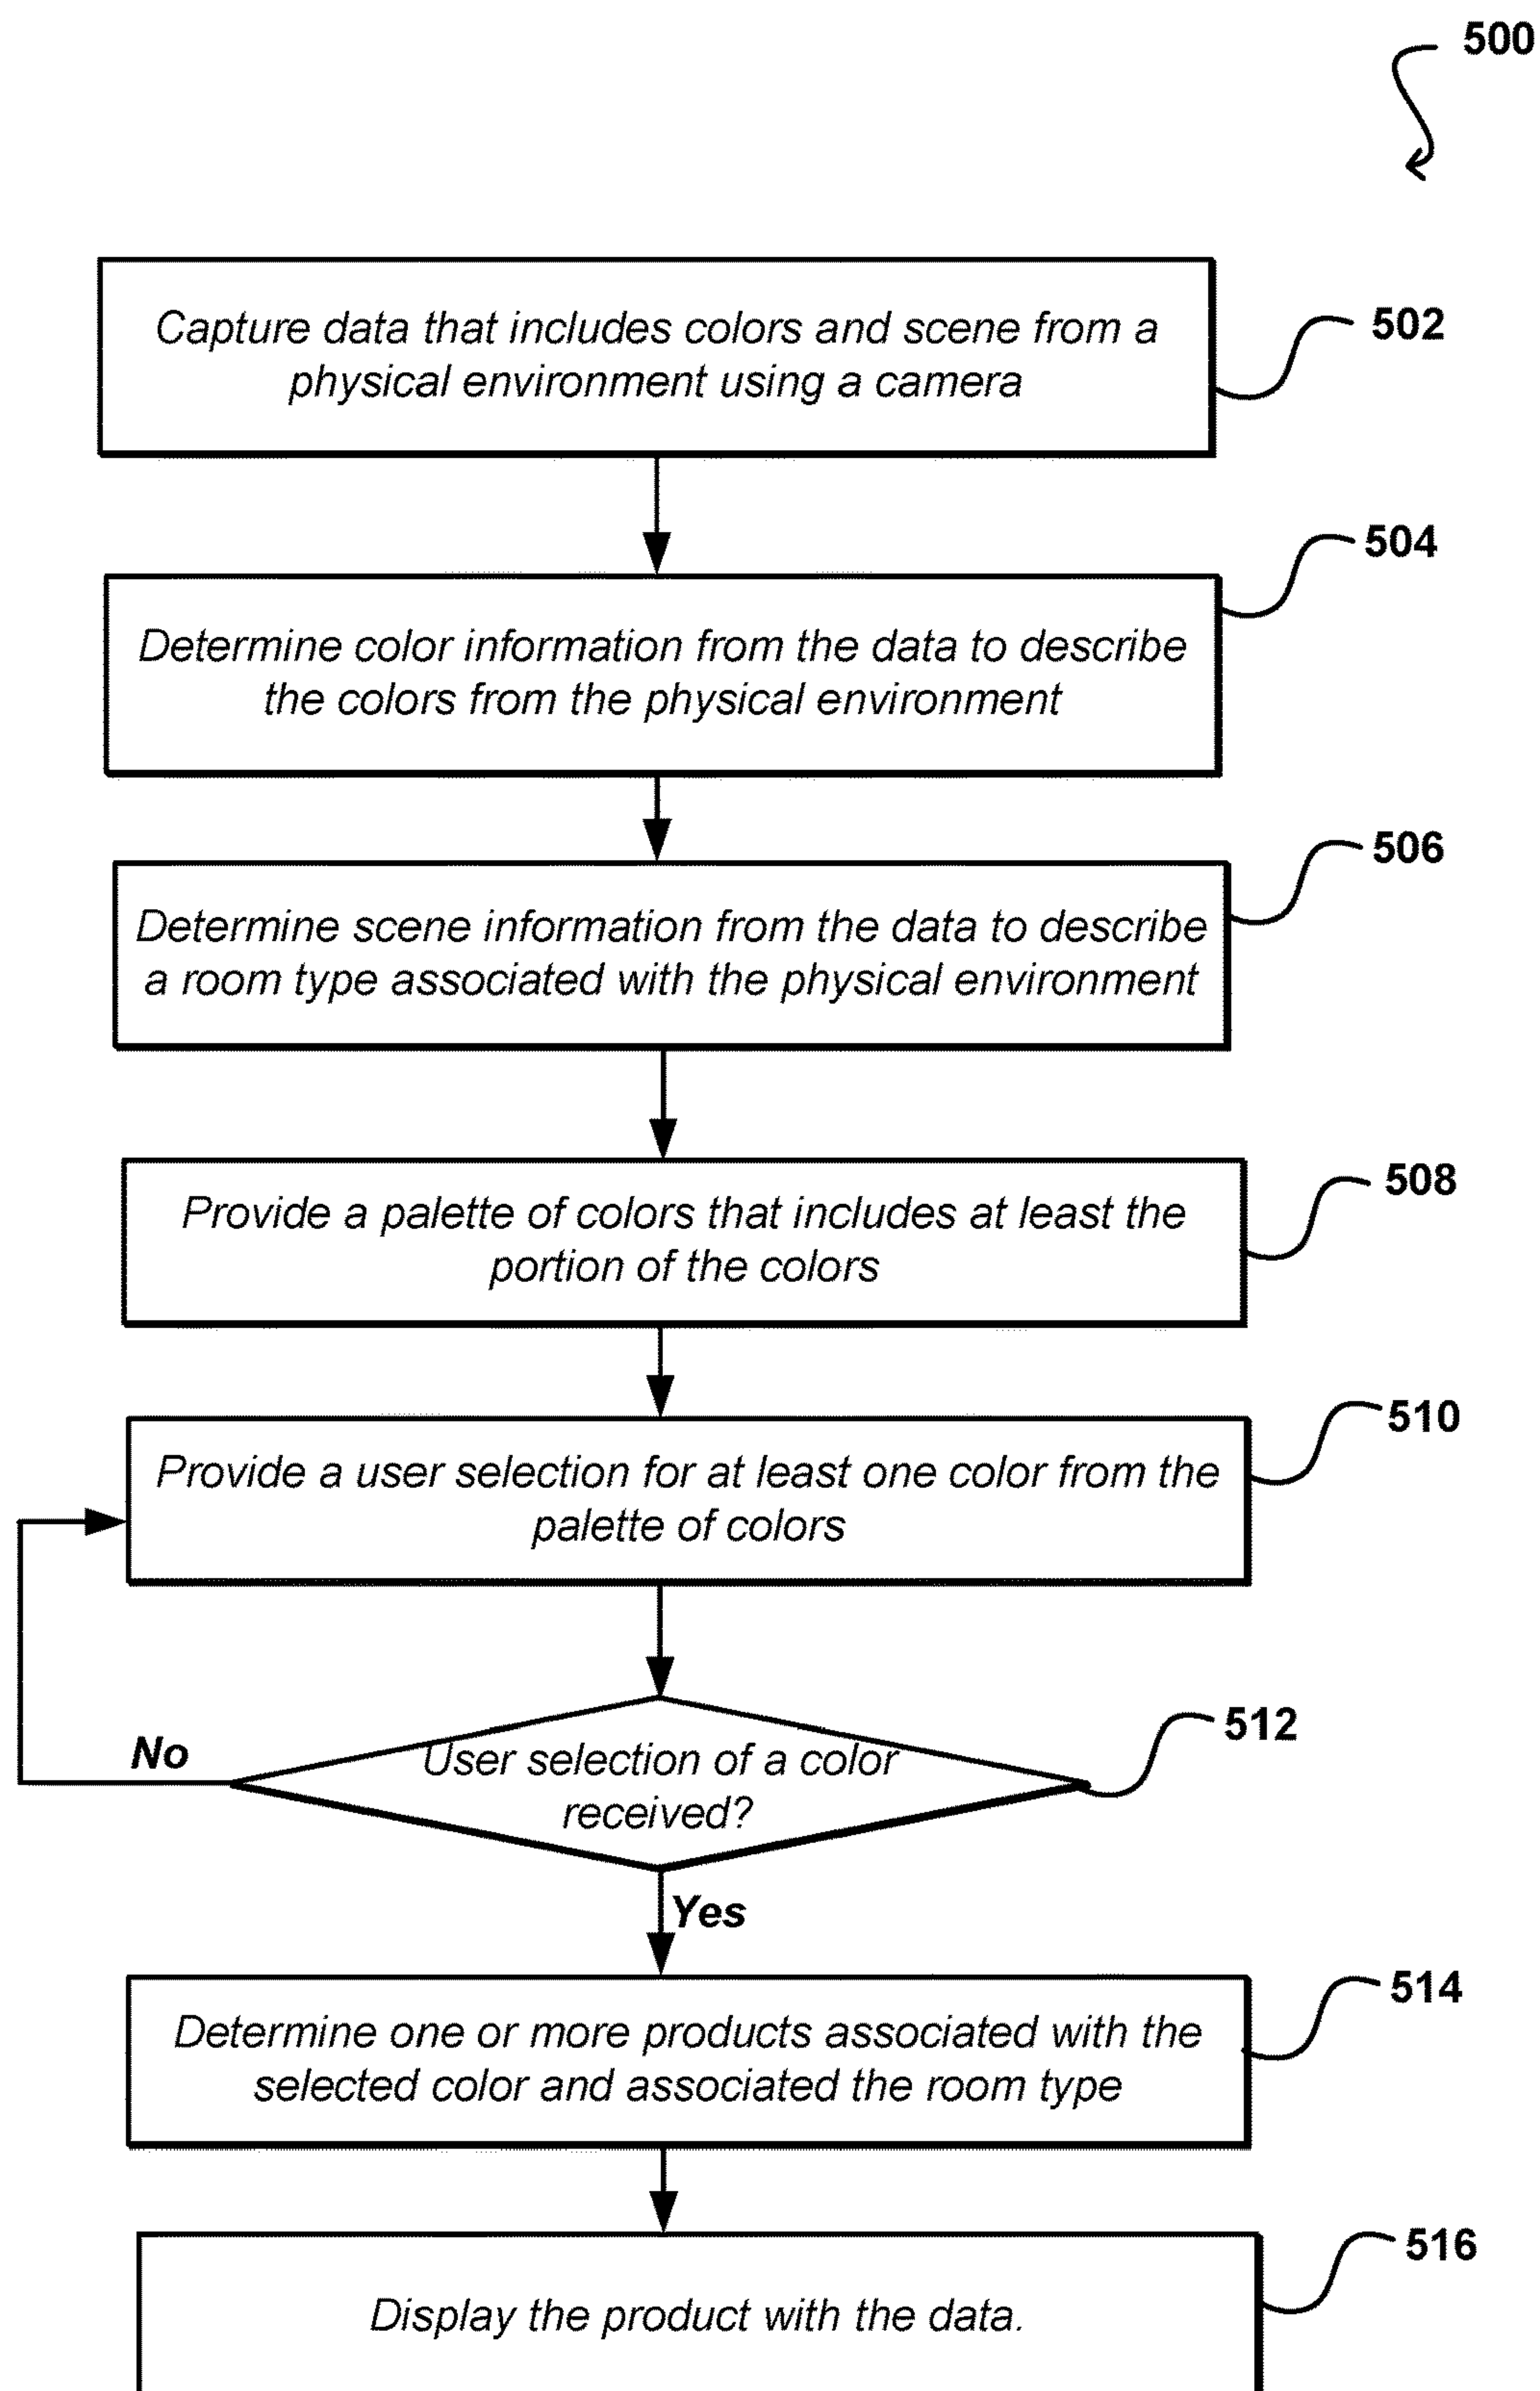 500
Capture data that includes colors and scene from a
physical environment using a camera
502
504
Determine color information from the data to describe
the colors from the physical environment
506
Determine scene information from the data to describe
a room type associated with the physical environment
508
Provide a palette of colors that includes at least the
portion of the colors
510
Provide a user selection for at least one color from the
palette of colors
512
No
User selection of a color
received?
Yes
514
Determine one or more products associated with the
selected color and associated the room type
516
Display the product with the data.